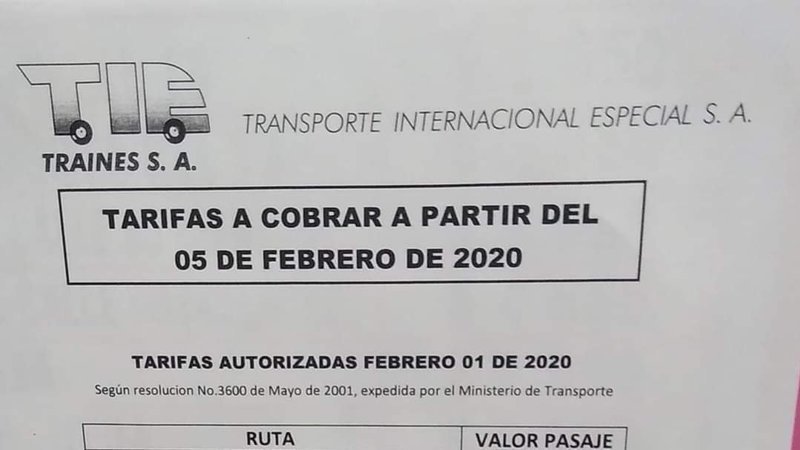 TIE
TRAINES S. A.
TRANSPORTE INTERNACIONAL ESPECIAL S. A.
TARIFAS A COBRAR A PARTIR DEL
05 DE FEBRERO DE 2020
TARIFAS AUTORIZADAS FEBRERO 01 DE 2020
Según resolucion No.3600 de Mayo de 2001, expedida por el Ministerio de Transporte
RUTA VALOR PASAJE